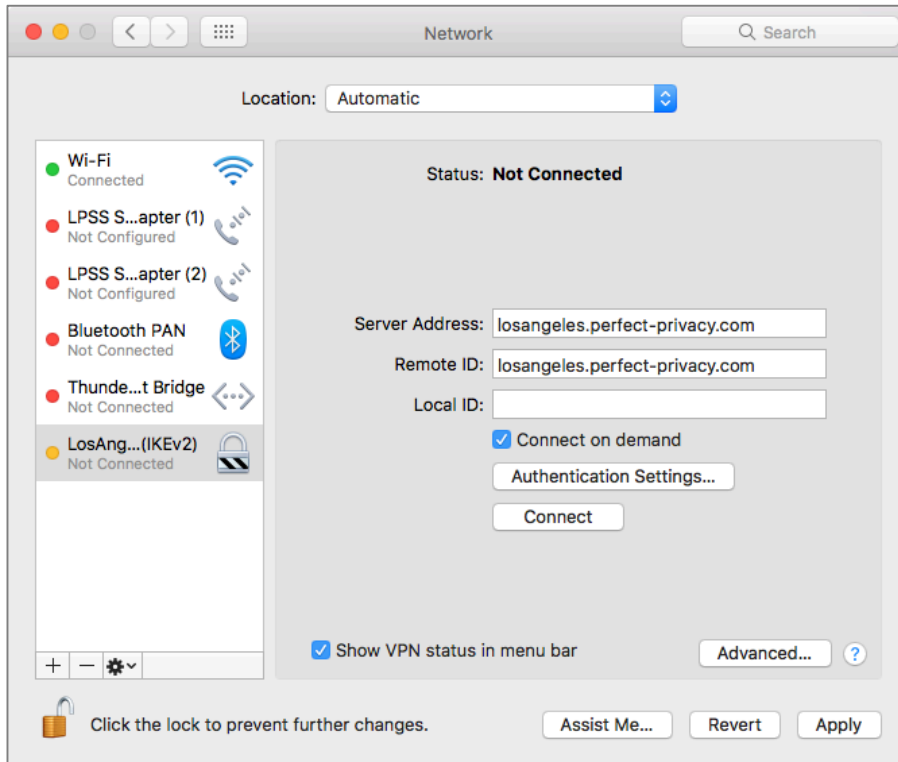 Network
Search
Location: Automatic
Wi-Fi
Connected
LPSS S...apter (1)
Not Configured
LPSS S...apter (2)
Not Configured
Bluetooth PAN
Not Connected
Thunde...t Bridge
Not Connected
LosAng...(IKEv2)
Not Connected
Status: Not Connected
Server Address: losangeles.perfect-privacy.com
Remote ID: losangeles.perfect-privacy.com
Local ID:
Connect on demand
Authentication Settings...
Connect
Show VPN status in menu bar
Advanced... ?
Click the lock to prevent further changes.
Assist Me... Revert Apply